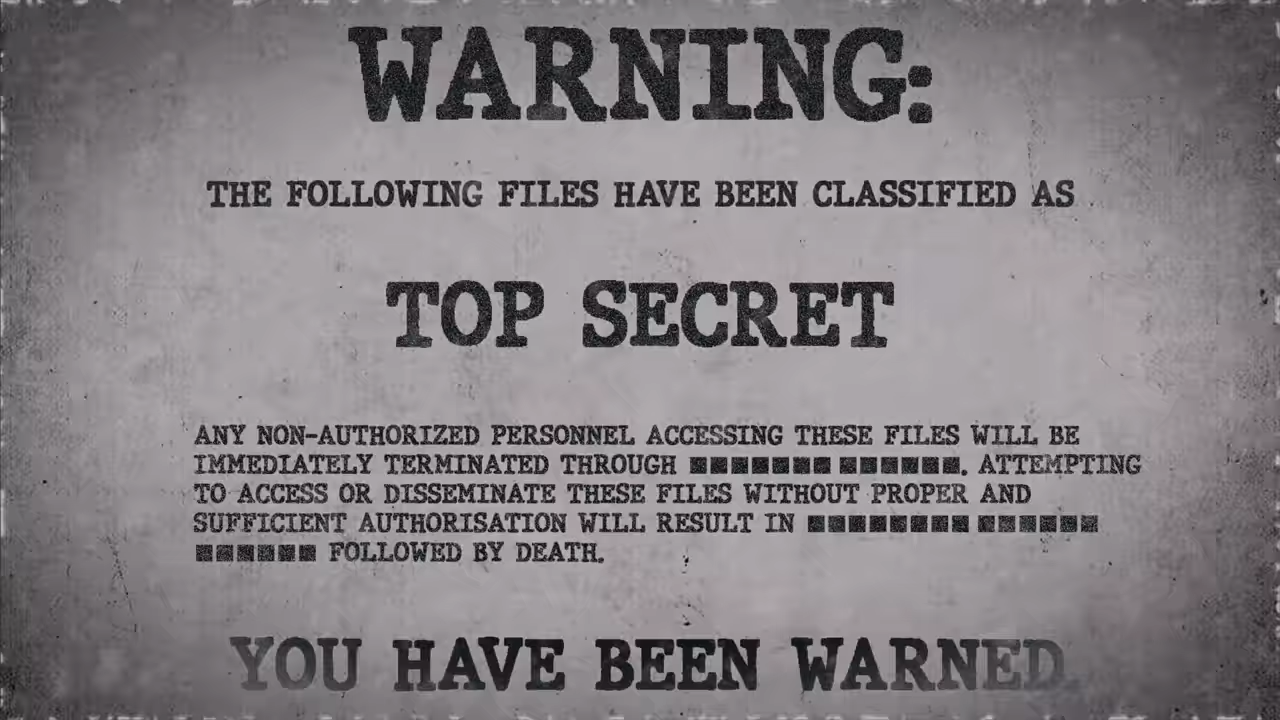 WARNING:
THE FOLLOWING FILES HAVE BEEN CLASSIFIED AS
TOP SECRET
ANY NON-AUTHORIZED PERSONNEL ACCESSING THESE FILES WILL BE
IMMEDIATELY TERMINATED THROUGH ■■■■■■■ ■■■■■■. ATTEMPTING
TO ACCESS OR DISSEMINATE THESE FILES WITHOUT PROPER AND
SUFFICIENT AUTHORISATION WILL RESULT IN ■■■■■■■■ ■■■■■■
■■■■■■ FOLLOWED BY DEATH.
YOU HAVE BEEN WARNED.